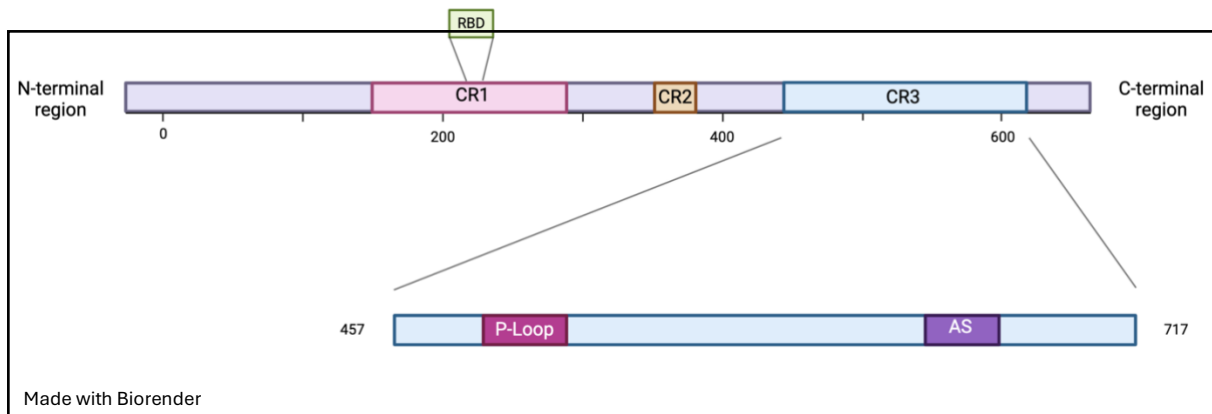 RBD
N-terminal
region
CR1
CR2
CR3
C-terminal
region
0
200
400
600
457
P-Loop
AS
717
Made with Biorender